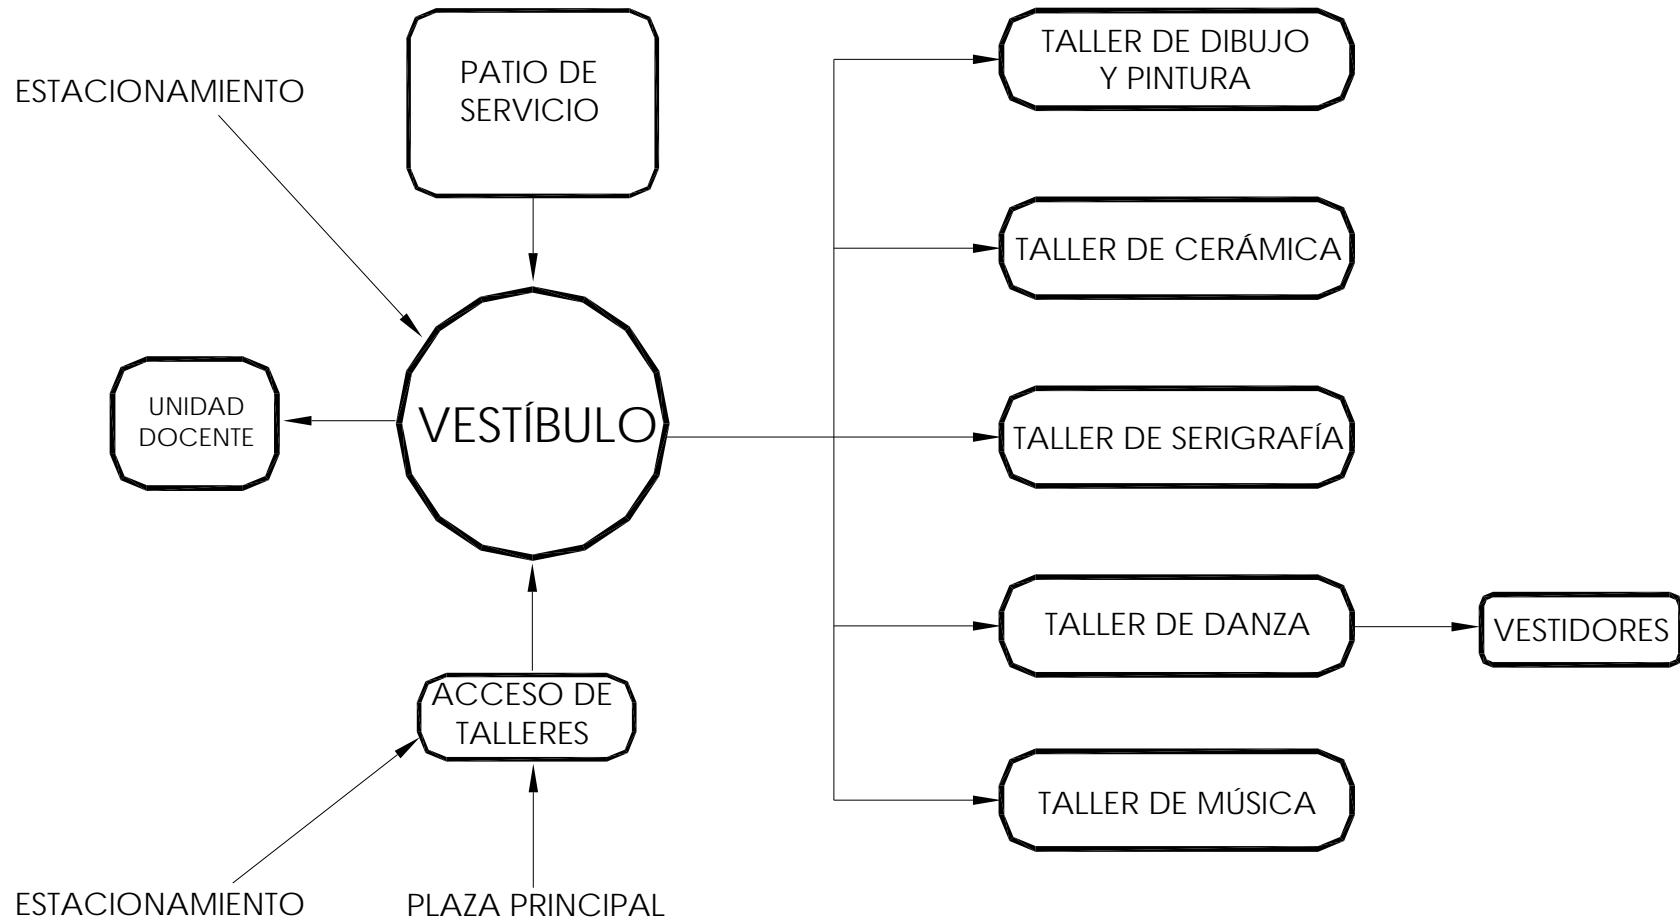 ESTACIONAMIENTO
PATIO DE
SERVICIO
TALLER DE DIBUJO
Y PINTURA
TALLER DE CERÁMICA
UNIDAD
DOCENTE
VESTÍBULO
TALLER DE SERIGRAFÍA
TALLER DE DANZA
VESTIDORES
ACCESO DE
TALLERES
TALLER DE MÚSICA
ESTACIONAMIENTO
PLAZA PRINCIPAL